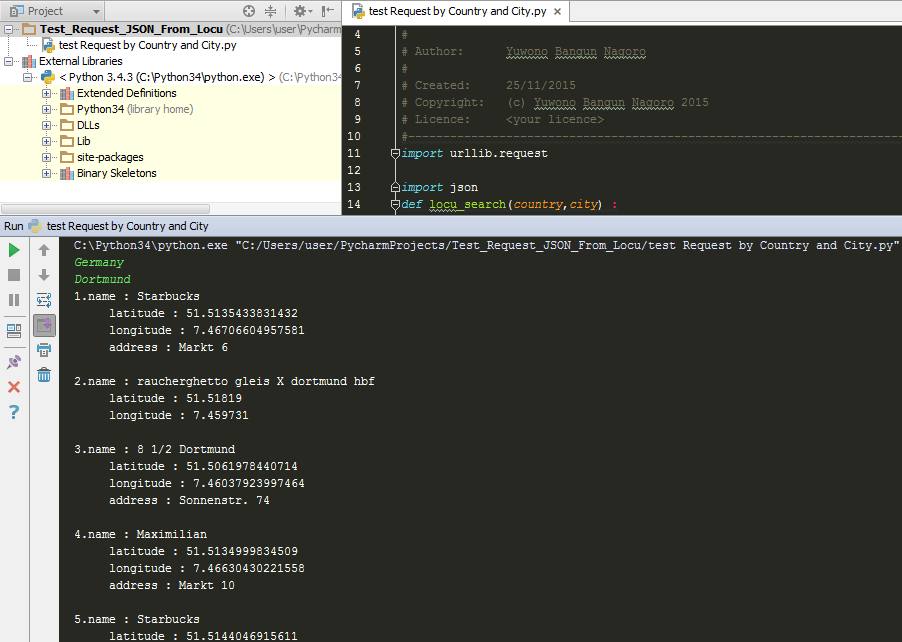 Project
test Request by Country and City.py
Test_Request_JSON_From_Locu (C:\Users\user\Pycharm
test Request by Country and City.py
External Libraries
< Python 3.4.3 (C:\Python34\python.exe) > (C:\Python34
Extended Definitions
Python34 (library home)
DLLs
Lib
site-packages
Binary Skeletons
4 #
5 # Author: Yuwono Bangun Nagoro
6 #
7 # Created: 25/11/2015
8 # Copyright: (c) Yuwono Bangun Nagoro 2015
9 # Licence: <your licence>
10 #-------------------------------------------------------------------------------
11 import urllib.request
12
13 import json
14 def locu_search(country,city) :
Run test Request by Country and City
C:\Python34\python.exe "C:/Users/user/PycharmProjects/Test_Request_JSON_From_Locu/test Request by Country and City.py"
Germany
Dortmund
1.name : Starbucks
latitude : 51.5135433831432
longitude : 7.46706604957581
address : Markt 6
2.name : raucherghetto gleis X dortmund hbf
latitude : 51.51819
longitude : 7.459731
3.name : 8 1/2 Dortmund
latitude : 51.5061978440714
longitude : 7.46037923997464
address : Sonnenstr. 74
4.name : Maximilian
latitude : 51.5134999834509
longitude : 7.46630430221558
address : Markt 10
5.name : Starbucks
latitude : 51.5144046915611